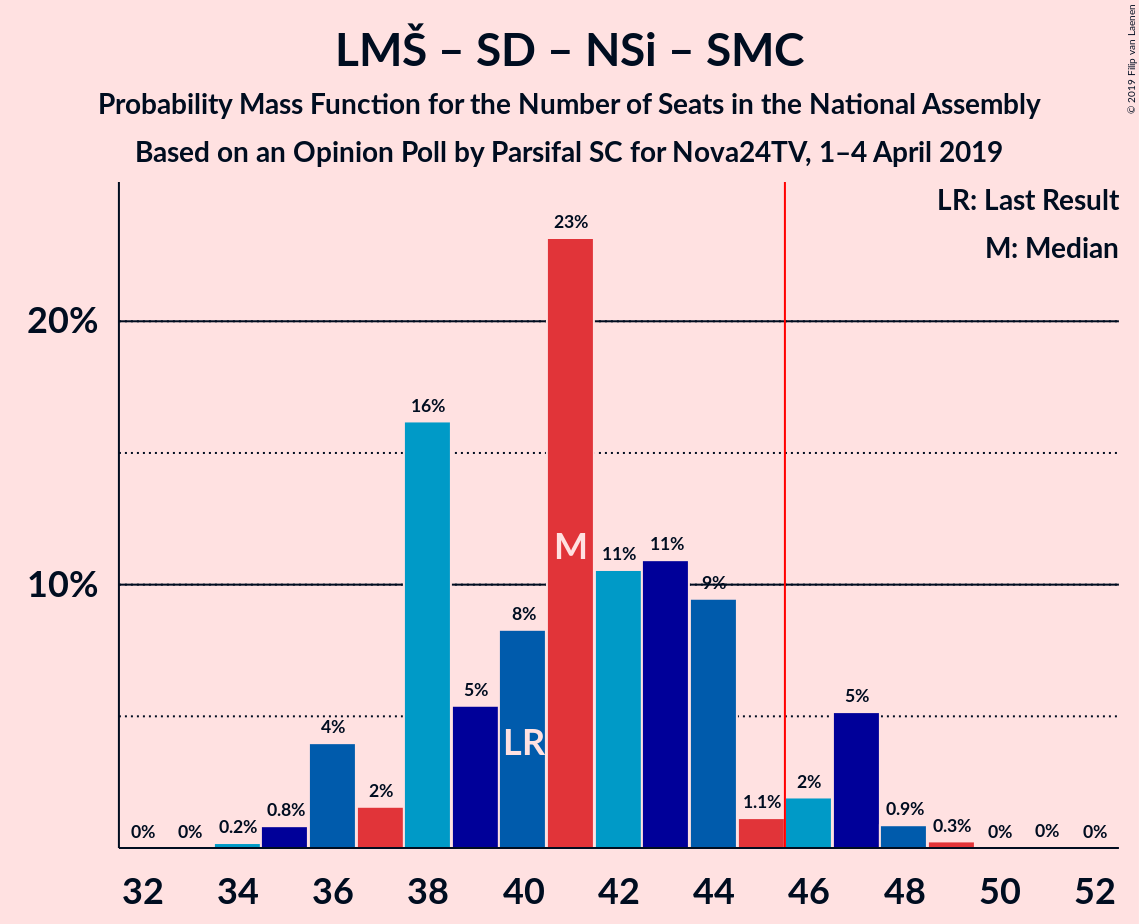 LMŠ – SD – NSi – SMC
Probability Mass Function for the Number of Seats in the National Assembly
Based on an Opinion Poll by Parsifal SC for Nova24TV, 1–4 April 2019
© 2019 Filip van Laenen
LR: Last Result
M: Median
20%
10%
0%
0%
0.2%
0.8%
4%
2%
16%
5%
8%
23%
11%
11%
9%
1.1%
2%
5%
0.9%
0.3%
0%
0%
0%
LR
M
32 34 36 38 40 42 44 46 48 50 52